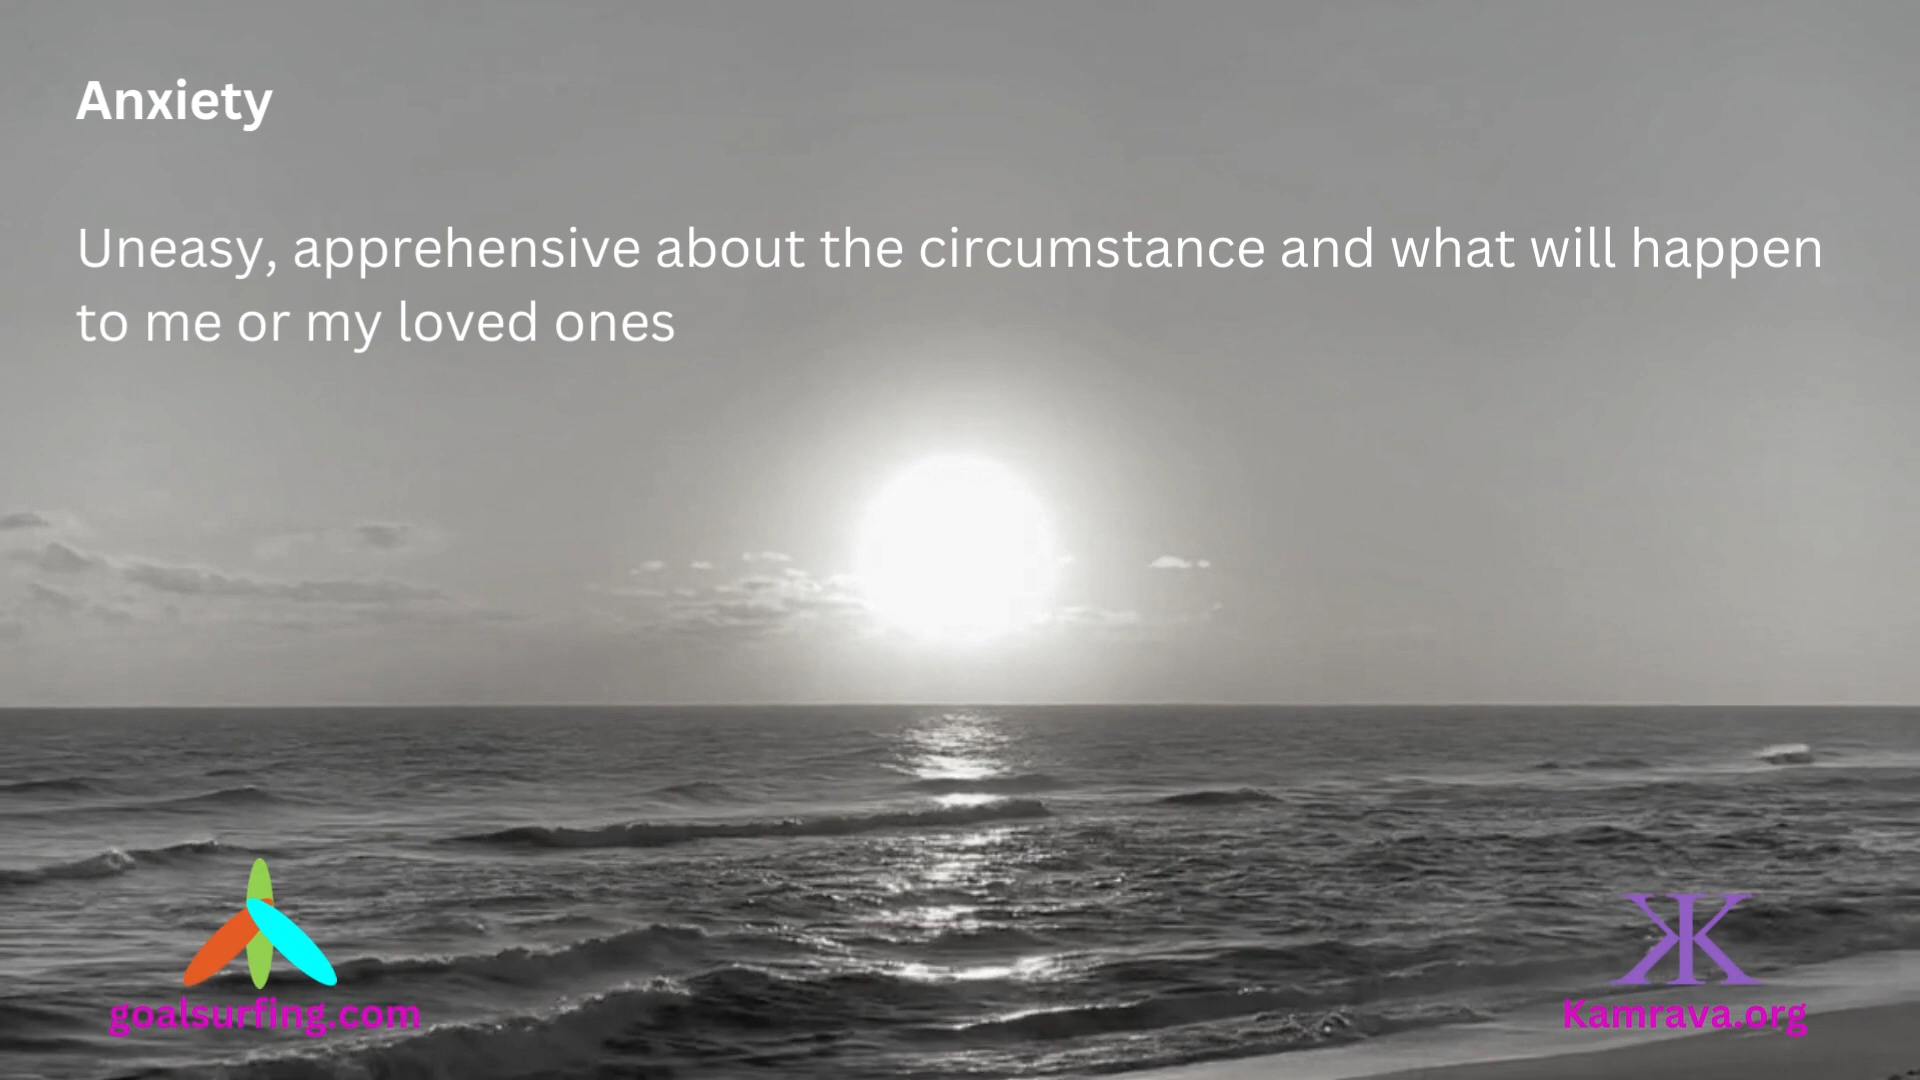 Anxiety
Uneasy, apprehensive about the circumstance and what will happen
to me or my loved ones
goalsurfing.com
Kamrava.org